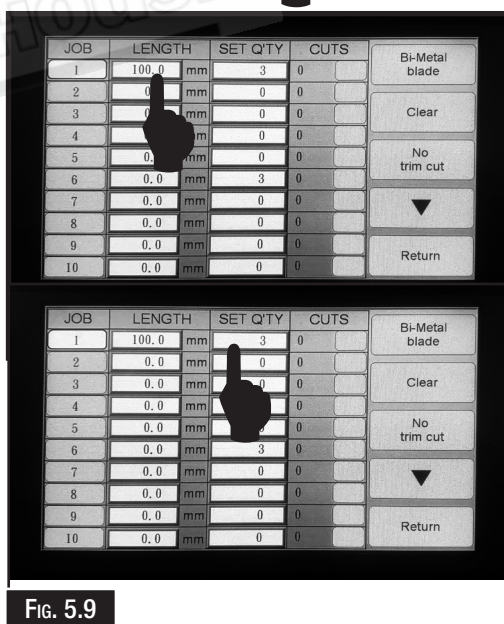 JOB LENGTH SET Q'TY CUTS
1 100.0 mm 3 0
2 mm 0 0
3 mm 0 0
4 mm 0 0
5 0. mm 0 0
6 0.0 mm 3 0
7 0.0 mm 0 0
8 0.0 mm 0 0
9 0.0 mm 0 0
10 0.0 mm 0 0
Bi-Metal
blade
Clear
No
trim cut
▼
Return
JOB LENGTH SET Q'TY CUTS
1 100.0 mm 3 0
2 0.0 mm 0 0
3 0.0 mm 0 0
4 0.0 mm 0
5 0.0 mm 0
6 0.0 mm 3 0
7 0.0 mm 0 0
8 0.0 mm 0 0
9 0.0 mm 0 0
10 0.0 mm 0 0
Bi-Metal
blade
Clear
No
trim cut
▼
Return
FIG. 5.9